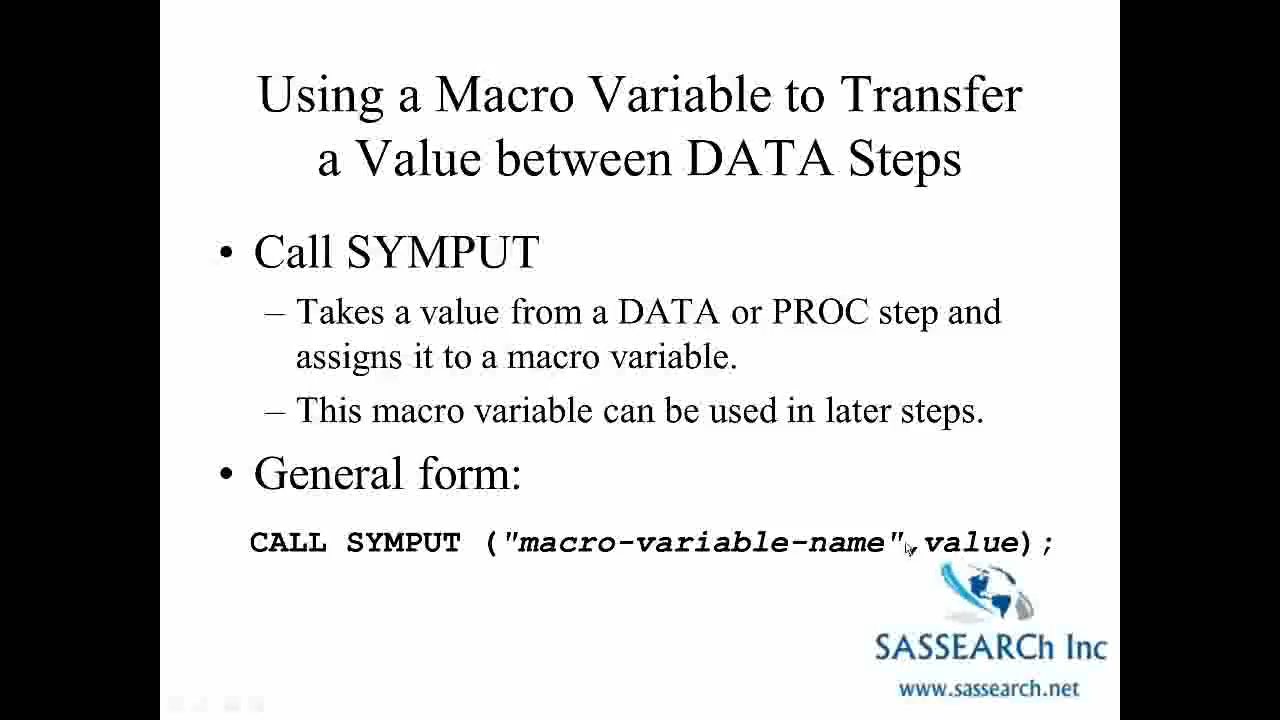 Using a Macro Variable to Transfer
a Value between DATA Steps
• Call SYMPUT
– Takes a value from a DATA or PROC step and
assigns it to a macro variable.
– This macro variable can be used in later steps.
• General form:
CALL SYMPUT ("macro-variable-name",value);
SASSEARCh Inc
www.sassearch.net